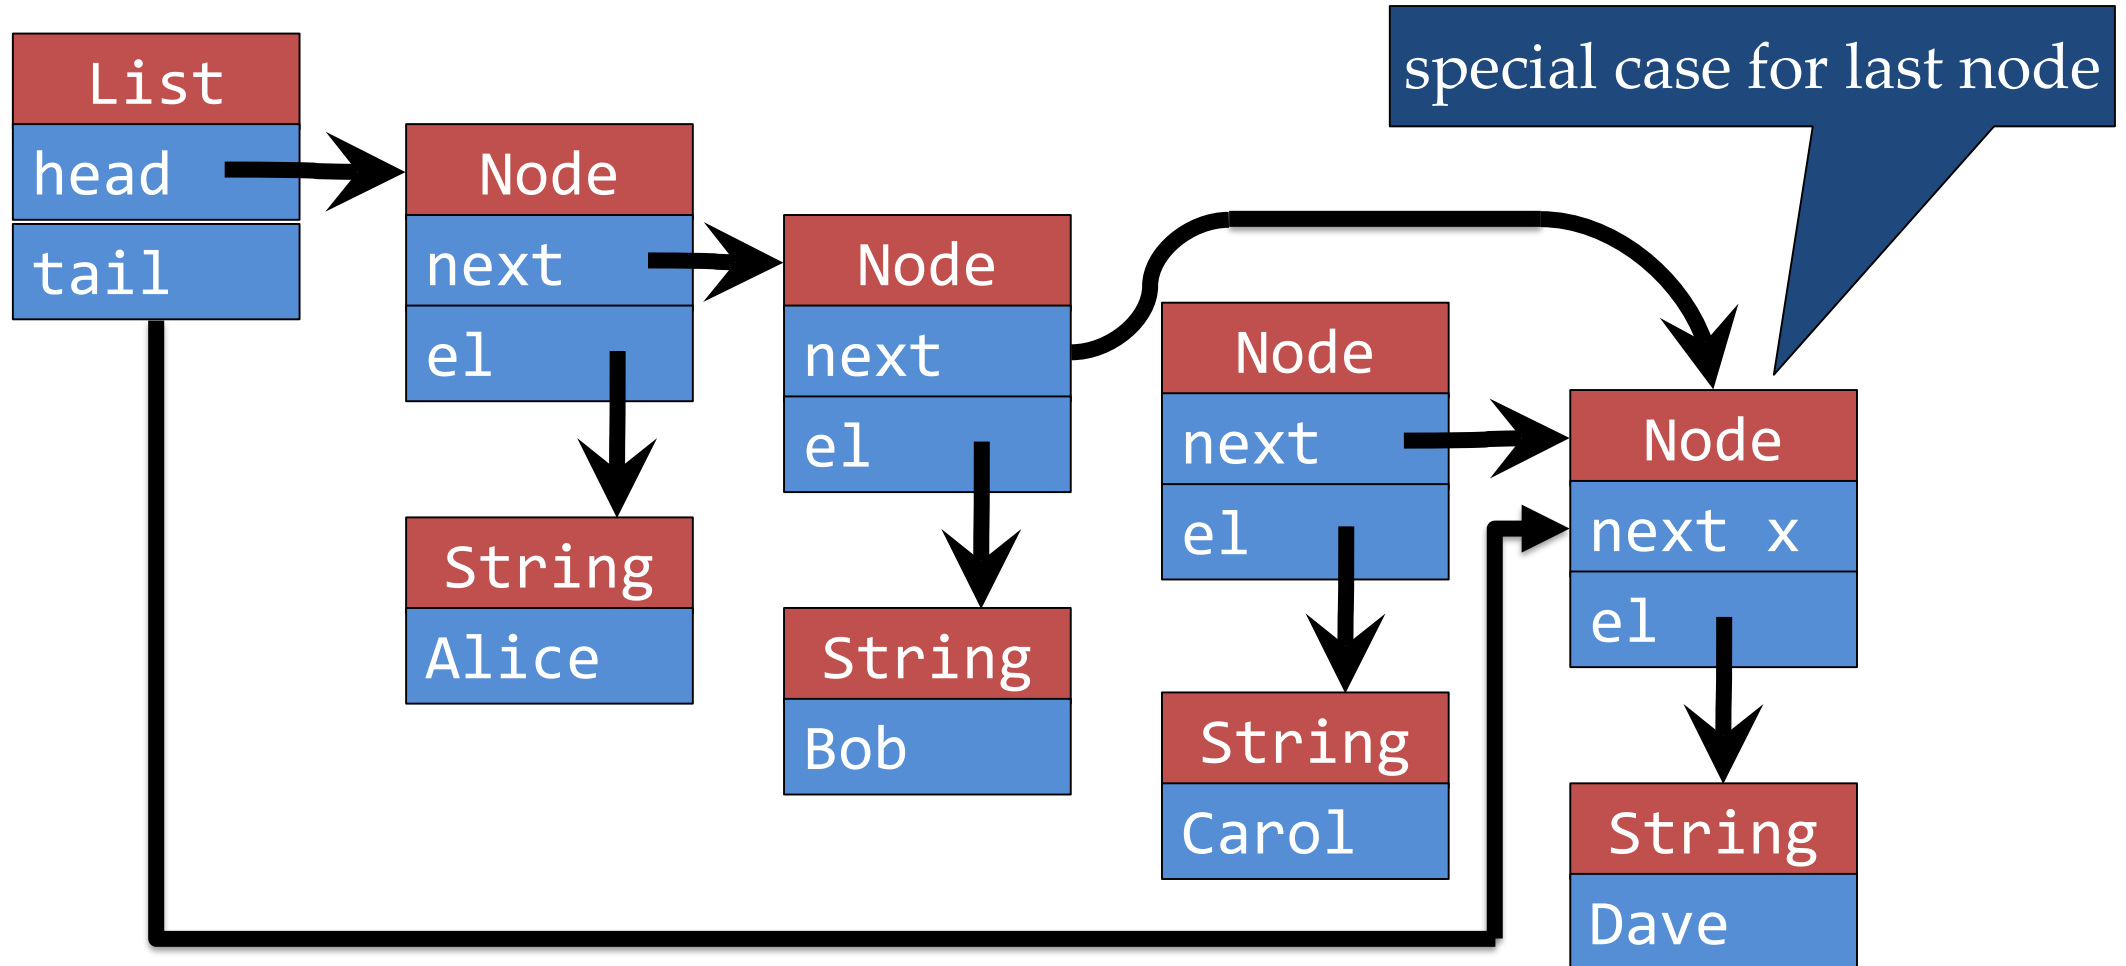 special case for last node
List
head
tail
Node
next
el
String
Alice
Node
next
el
String
Bob
Node
next
el
String
Carol
Node
next x
el
String
Dave